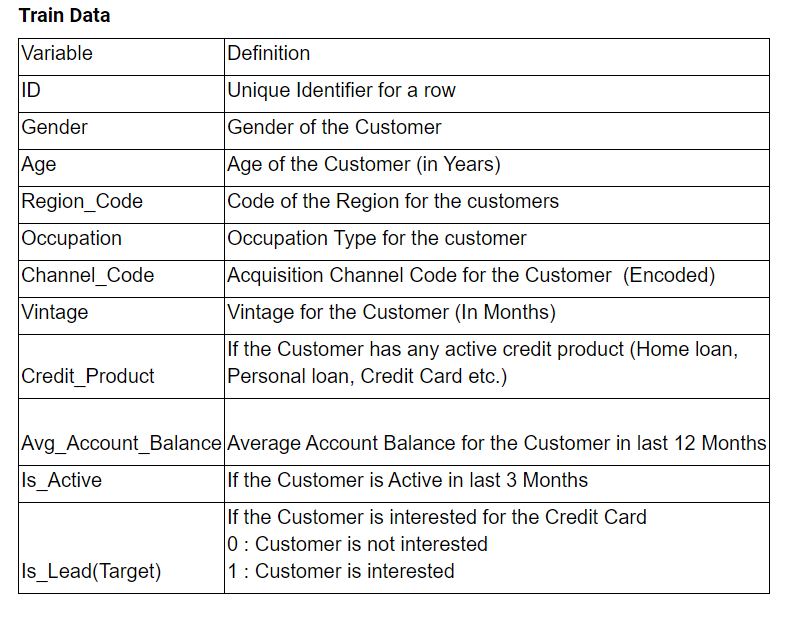 Train Data
Variable Definition
ID Unique Identifier for a row
Gender Gender of the Customer
Age Age of the Customer (in Years)
Region_Code Code of the Region for the customers
Occupation Occupation Type for the customer
Channel_Code Acquisition Channel Code for the Customer  (Encoded)
Vintage Vintage for the Customer (In Months)
If the Customer has any active credit product (Home loan,
Credit_Product Personal loan, Credit Card etc.)
Avg_Account_Balance Average Account Balance for the Customer in last 12 Months
Is_Active If the Customer is Active in last 3 Months
If the Customer is interested for the Credit Card
0 : Customer is not interested
Is_Lead(Target) 1 : Customer is interested